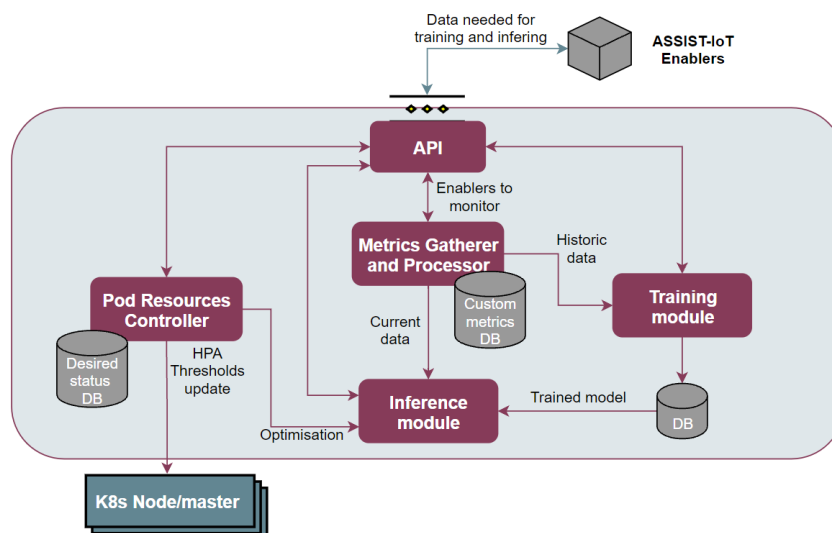 Data needed for
training and infering
ASSIST-IoT
Enablers
API
Enablers to
monitor
Metrics Gatherer
and Processor
Historic
data
Pod Resources
Controller
Custom
metrics
DB
Training
module
Current
data
Desired
status
DB
HPA
Thresholds
update
Inference
module
Trained model
DB
Optimisation
K8s Node/master